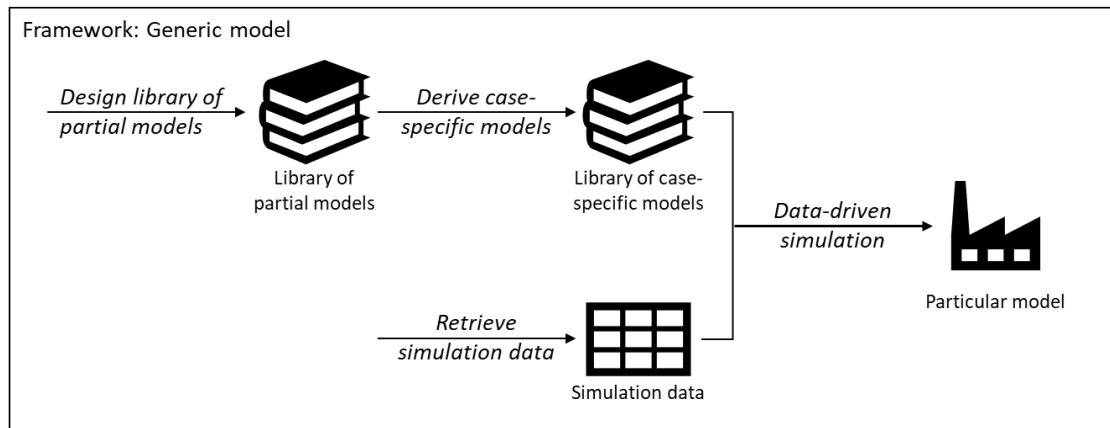 Framework: Generic model
Design library of
partial models
Derive case-
specific models
Library of
partial models
Library of case-
specific models
Data-driven
simulation
Particular model
Retrieve
simulation data
Simulation data